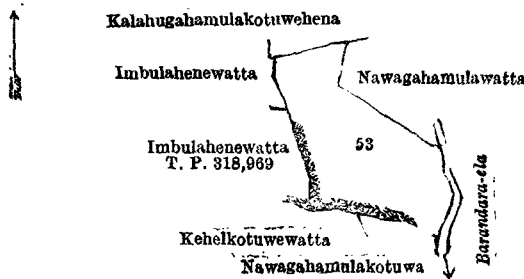 Kalahugahamulakotuwehena
Imbulahenewatta
Nawagahamulawatta
Imbulahenewatta
T. P. 318,969
53
Barandara-ela
Kehelkotuwewatta
Nawagahamulakotuwa